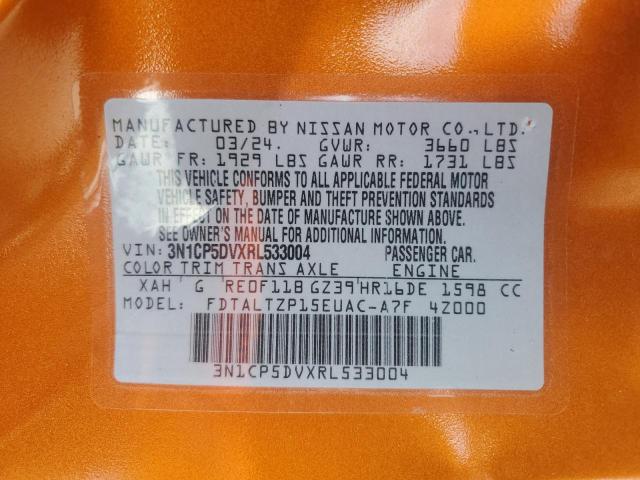 MANUFACTURED BY NISSAN MOTOR CO.,LTD.
DATE: 03/24. GVWR: 3660 LBS
GAWR FR: 1929 LBS GAWR RR: 1731 LBS
THIS VEHICLE CONFORMS TO ALL APPLICABLE FEDERAL MOTOR
VEHICLE SAFETY, BUMPER AND THEFT PREVENTION STANDARDS
IN EFFECT ON THE DATE OF MANUFACTURE SHOWN ABOVE.
SEE OWNER'S MANUAL FOR ADDITIONAL INFORMATION.
VIN: 3N1CP5DVXRL533004 PASSENGER CAR.
COLOR TRIM TRANS AXLE ENGINE
XAH G RE0F11B GZ39 HR16DE 1598 CC
MODEL: FDTALTZP15EUAC-A7F 4Z000
3N1CP5DVXRL533004